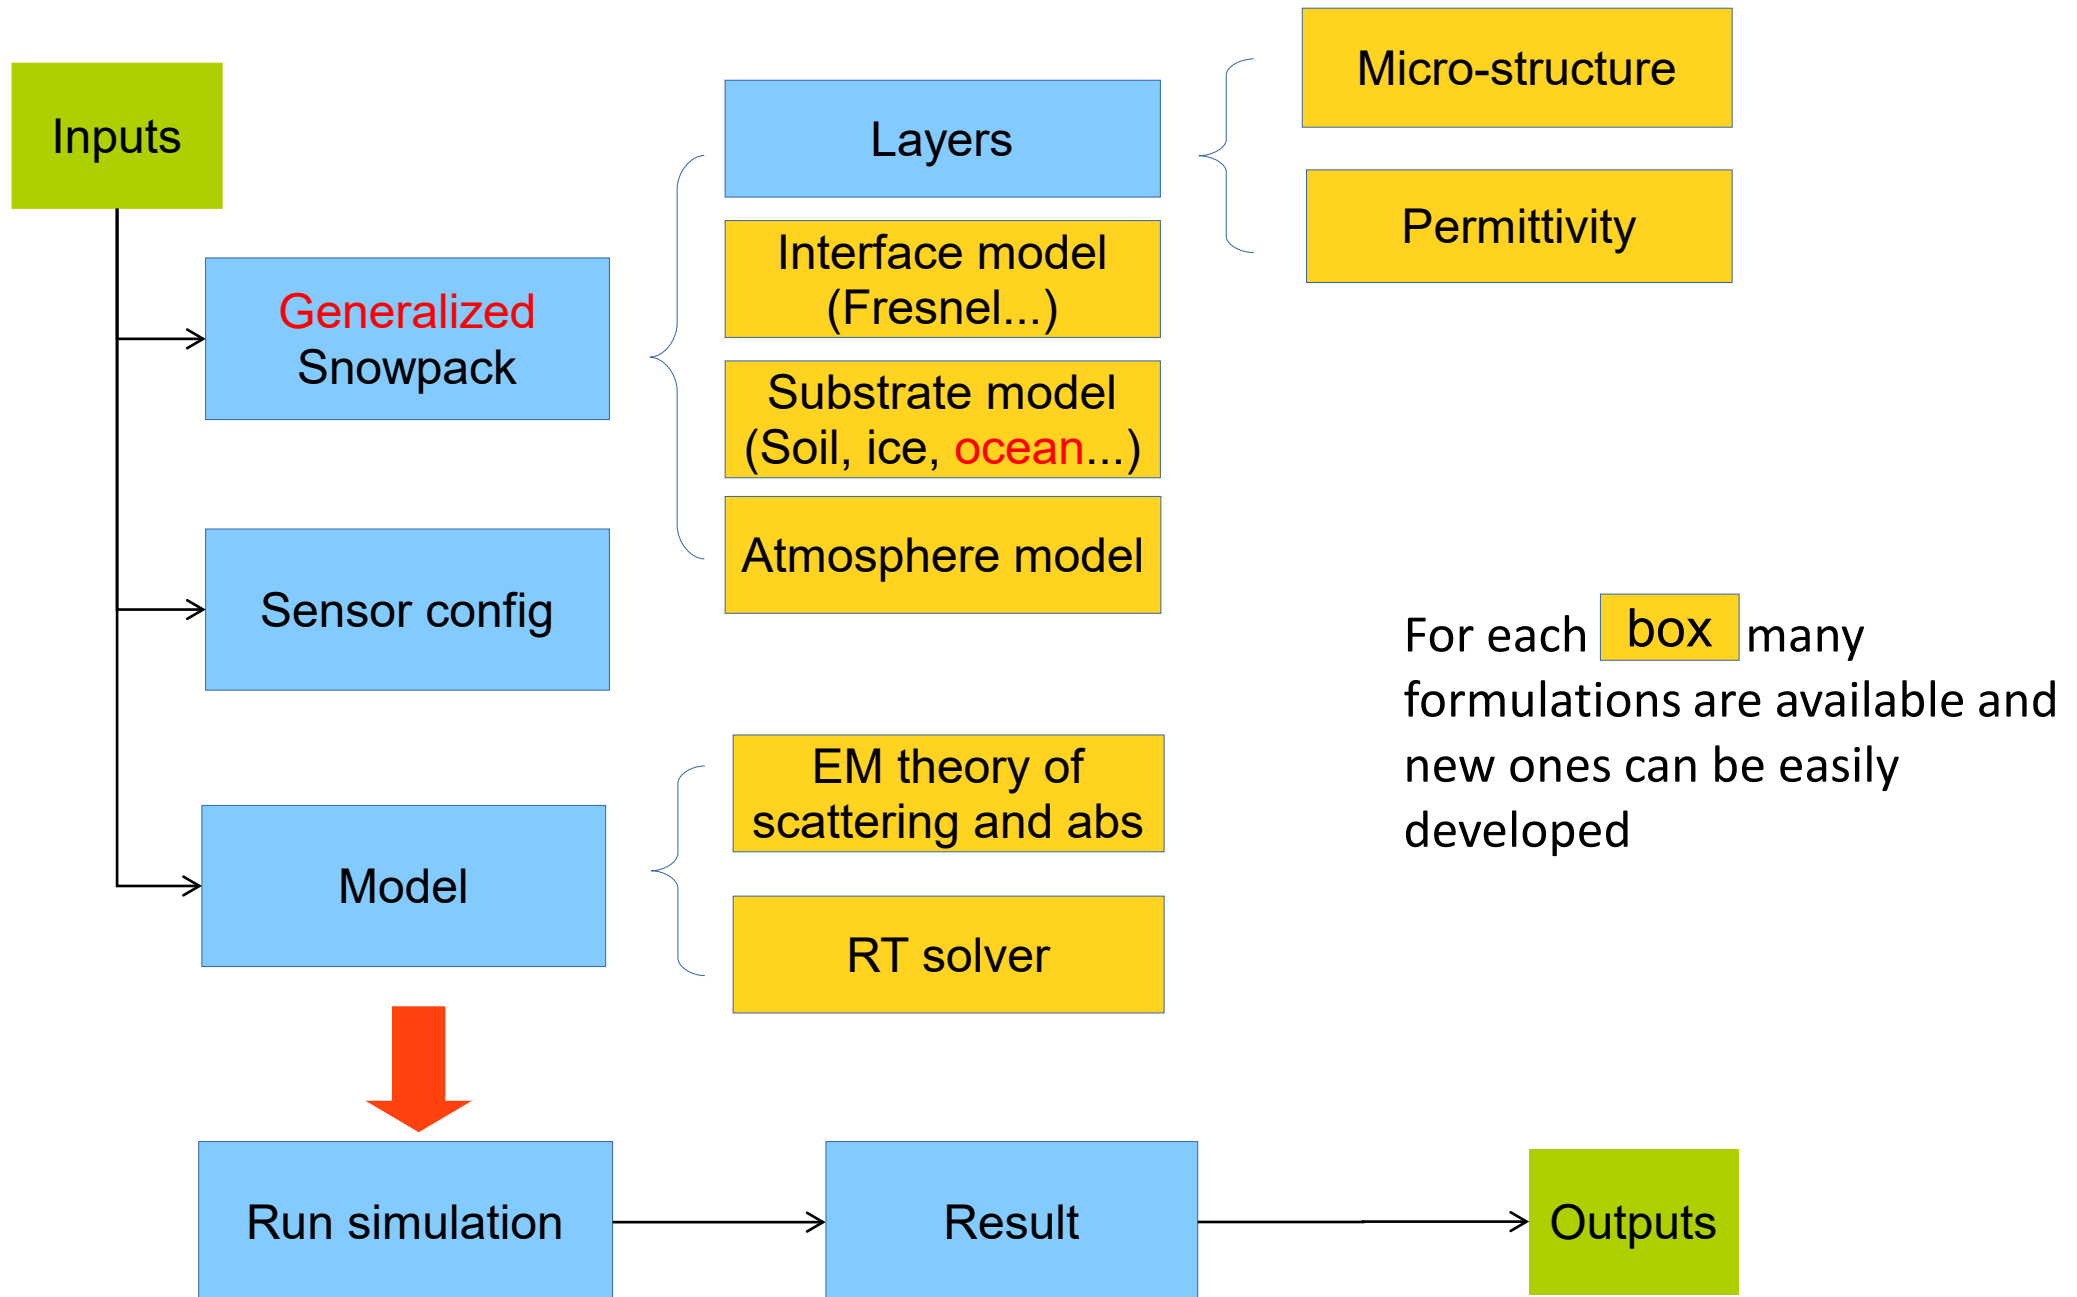 Inputs
Generalized
Snowpack
Sensor config
Model
Layers
Interface model
(Fresnel...)
Substrate model
(Soil, ice, ocean...)
Atmosphere model
Micro-structure
Permittivity
EM theory of
scattering and abs
RT solver
For each box many
formulations are available and
new ones can be easily
developed
Run simulation
Result
Outputs